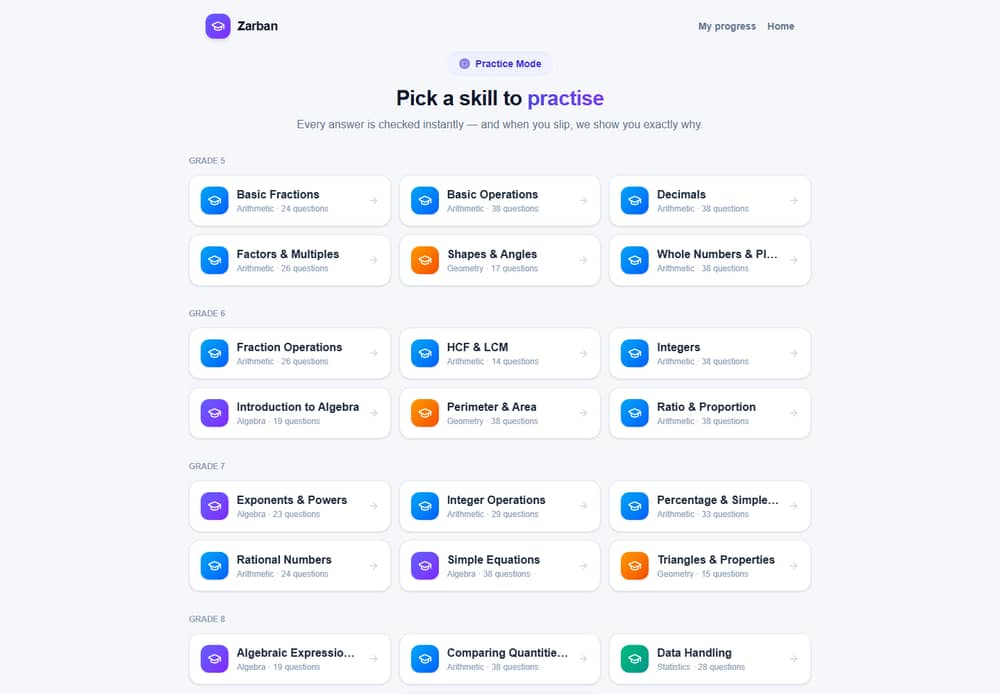 Zarban
My progress Home
Practice Mode
Pick a skill to practise
Every answer is checked instantly — and when you slip, we show you exactly why.
GRADE 5
Basic Fractions
Arithmetic · 24 questions
Basic Operations
Arithmetic · 38 questions
Decimals
Arithmetic · 38 questions
Factors & Multiples
Arithmetic · 26 questions
Shapes & Angles
Geometry · 17 questions
Whole Numbers & Pl…
Arithmetic · 38 questions
GRADE 6
Fraction Operations
Arithmetic · 26 questions
HCF & LCM
Arithmetic · 14 questions
Integers
Arithmetic · 38 questions
Introduction to Algebra
Algebra · 19 questions
Perimeter & Area
Geometry · 38 questions
Ratio & Proportion
Arithmetic · 38 questions
GRADE 7
Exponents & Powers
Algebra · 23 questions
Integer Operations
Arithmetic · 29 questions
Percentage & Simple…
Arithmetic · 33 questions
Rational Numbers
Arithmetic · 24 questions
Simple Equations
Algebra · 38 questions
Triangles & Properties
Geometry · 15 questions
GRADE 8
Algebraic Expressio…
Algebra · 19 questions
Comparing Quantitie…
Arithmetic · 38 questions
Data Handling
Statistics · 28 questions